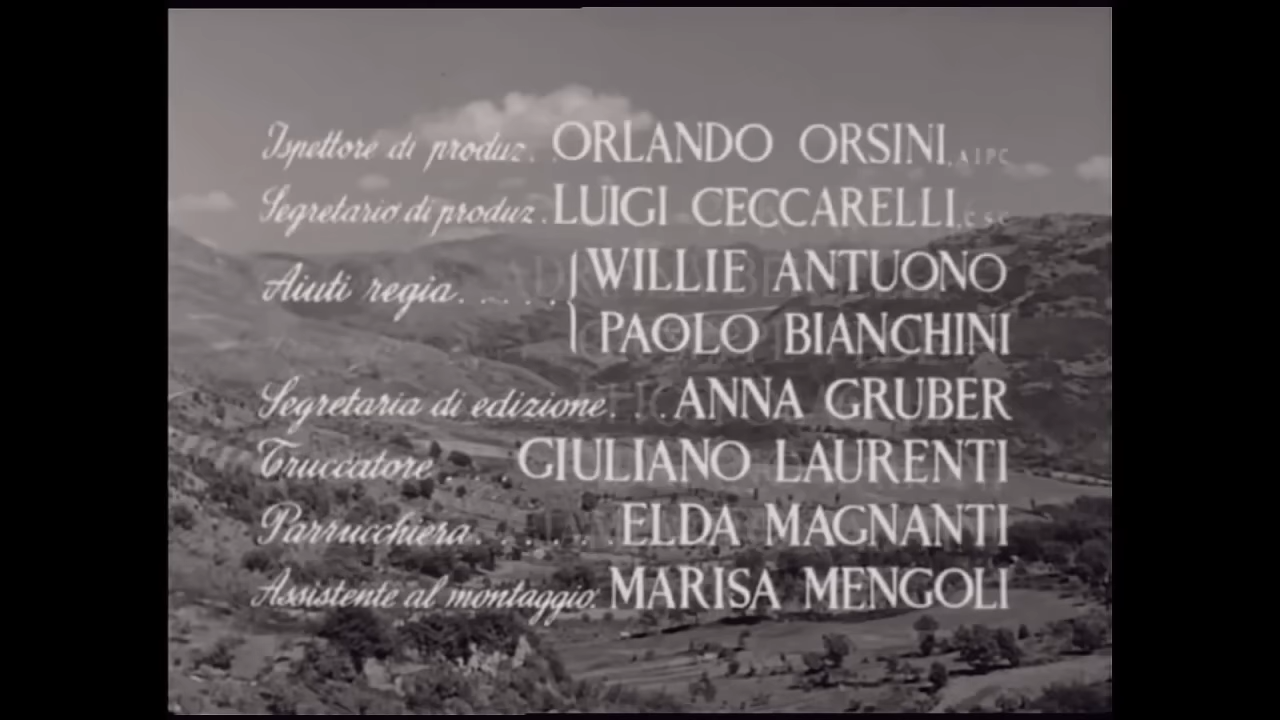 Ispettore di produz. ORLANDO ORSINI. A I P C
Segretario di produz. LUIGI CECCARELLI. C S C
Aiuti regia. . . . . { WILLIE ANTUONO
PAOLO BIANCHINI
Segretaria di edizione. . . ANNA GRUBER
Truccatore GIULIANO LAURENTI
Parrucchiera. . . . . . ELDA MAGNANTI
Assistente al montaggio. MARISA MENGOLI